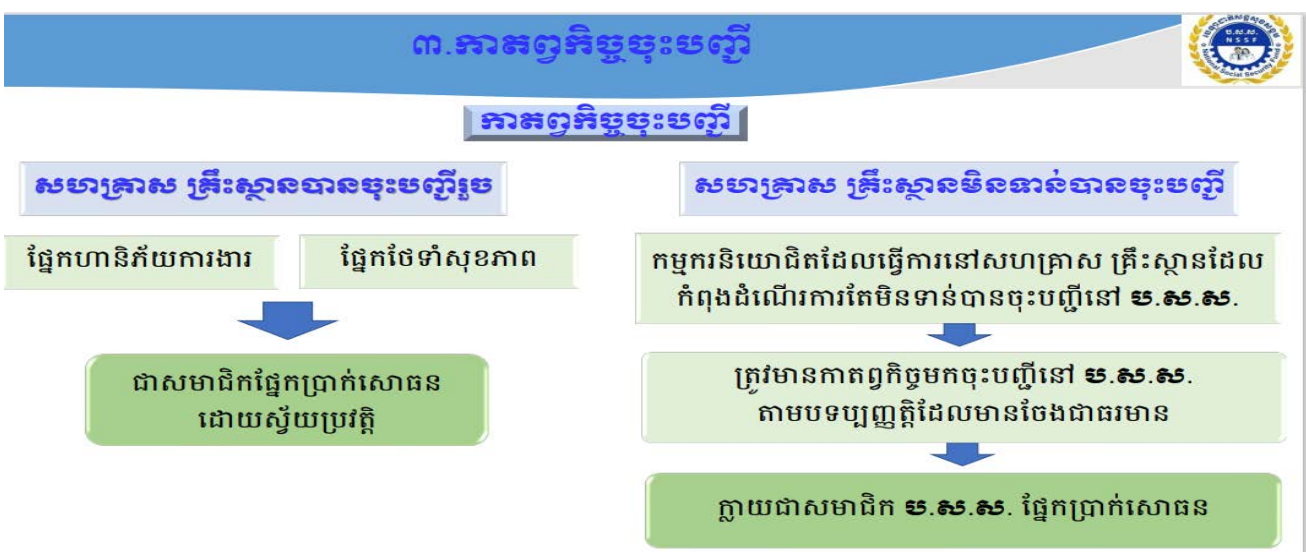 ៣.កាតព្វកិច្ចចុះបញ្ជី
ប.ស.ស.
NSSF
National Social Security Fund
កាតព្វកិច្ចចុះបញ្ជី
សហគ្រាស គ្រឹះស្ថានបានចុះបញ្ជីរួច
ផ្នែកហានិភ័យការងារ
ផ្នែកថែទាំសុខភាព
ជាសមាជិកផ្នែកប្រាក់សោធន
ដោយស្វ័យប្រវត្តិ
សហគ្រាស គ្រឹះស្ថានមិនទាន់បានចុះបញ្ជី
កម្មករនិយោជិតដែលធ្វើការនៅសហគ្រាស គ្រឹះស្ថានដែល
កំពុងដំណើរការតែមិនទាន់បានចុះបញ្ជីនៅ ប.ស.ស.
ត្រូវមានកាតព្វកិច្ចមកចុះបញ្ជីនៅ ប.ស.ស.
តាមបទប្បញ្ញត្តិដែលមានចែងជាធរមាន
ក្លាយជាសមាជិក ប.ស.ស. ផ្នែកប្រាក់សោធន